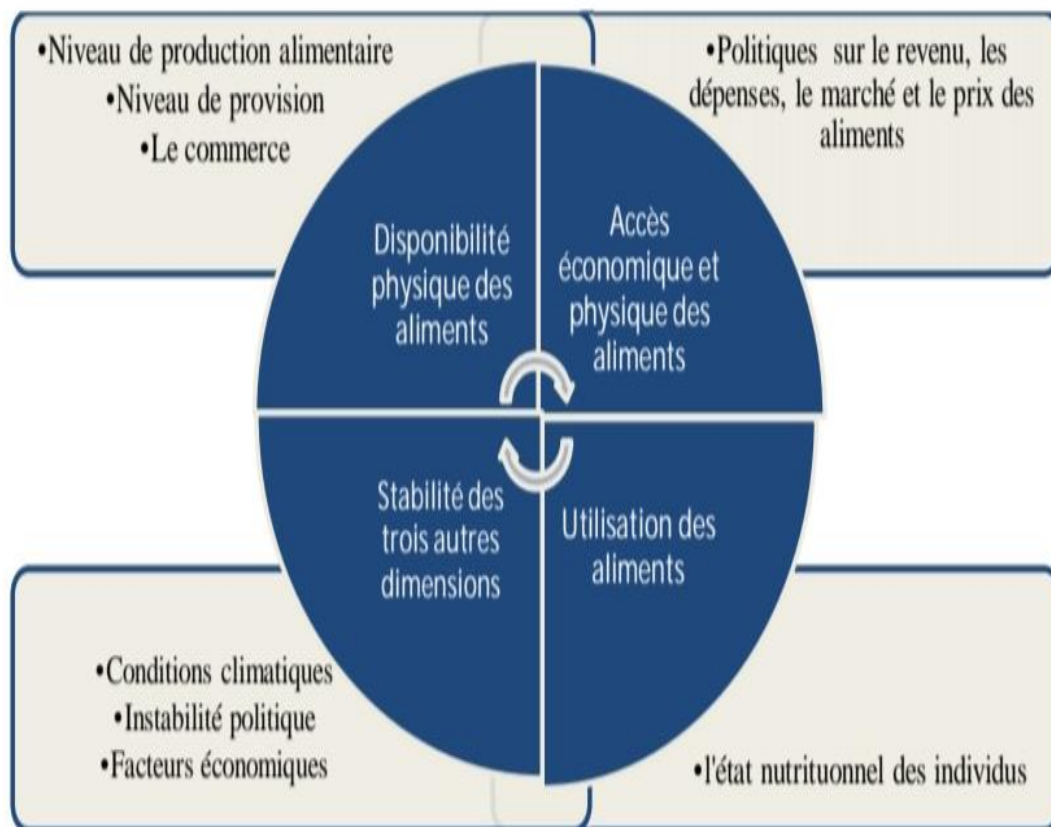 •Niveau de production alimentaire
•Niveau de provision
•Le commerce
•Politiques sur le revenu, les
dépenses, le marché et le prix des
aliments
Disponibilité
physique des
aliments
Accès
économique et
physique des
aliments
Stabilité des
trois autres
dimensions
Utilisation des
aliments
•Conditions climatiques
•Instabilité politique
•Facteurs économiques
•l'état nutrituonnel des individus